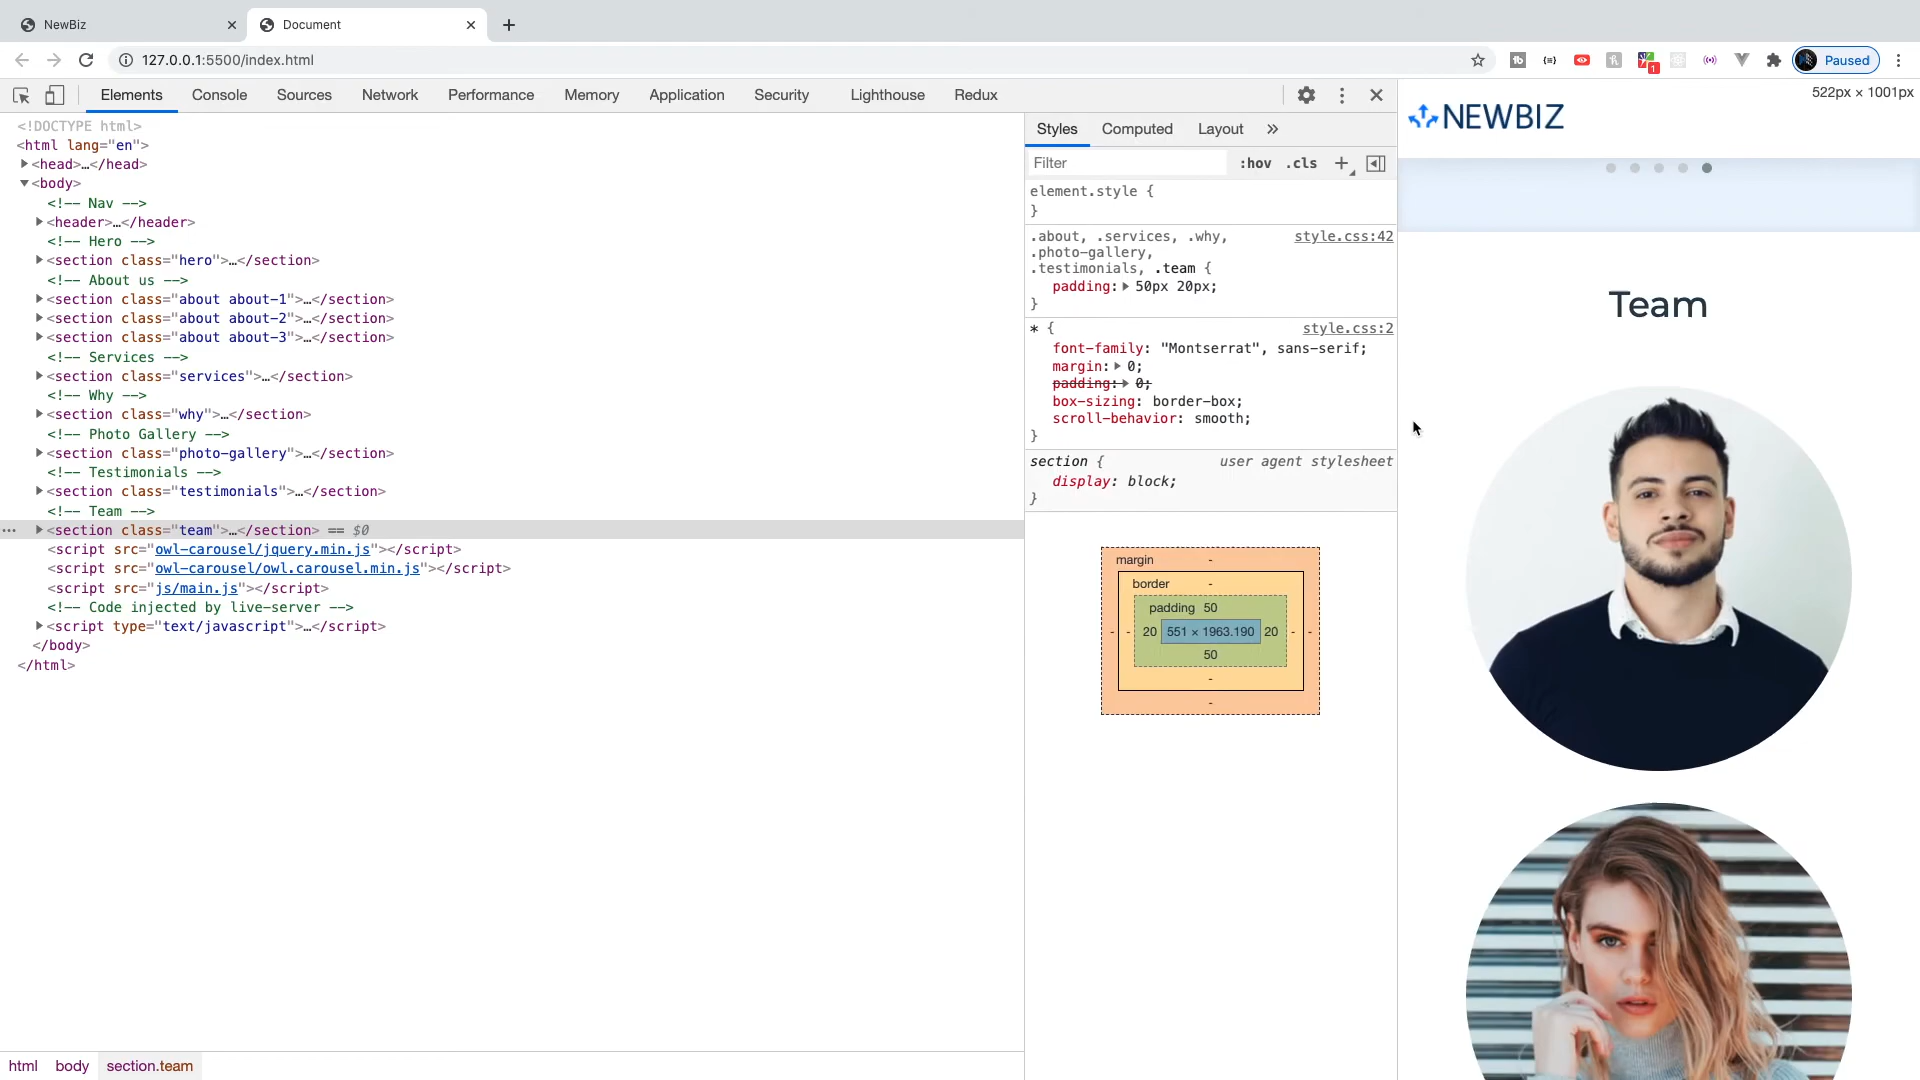 NewBiz
Document
127.0.0.1:5500/index.html
Paused
Elements Console Sources Network Performance Memory Application Security Lighthouse Redux
<!DOCTYPE html>
<html lang="en">
<head>…</head>
<body>
<!-- Nav -->
<header>…</header>
<!-- Hero -->
<section class="hero">…</section>
<!-- About us -->
<section class="about about-1">…</section>
<section class="about about-2">…</section>
<section class="about about-3">…</section>
<!-- Services -->
<section class="services">…</section>
<!-- Why -->
<section class="why">…</section>
<!-- Photo Gallery -->
<section class="photo-gallery">…</section>
<!-- Testimonials -->
<section class="testimonials">…</section>
<!-- Team -->
<section class="team">…</section> == $0
<script src="owl-carousel/jquery.min.js"></script>
<script src="owl-carousel/owl.carousel.min.js"></script>
<script src="js/main.js"></script>
<!-- Code injected by live-server -->
<script type="text/javascript">…</script>
</body>
</html>
html body section.team
Styles Computed Layout »
Filter :hov .cls +
element.style {
}
.about, .services, .why, style.css:42
.photo-gallery,
.testimonials, .team {
padding: 50px 20px;
}
* { style.css:2
font-family: "Montserrat", sans-serif;
margin: 0;
padding: 0;
box-sizing: border-box;
scroll-behavior: smooth;
}
section { user agent stylesheet
display: block;
}
margin -
border -
padding 50
- - 20 551 × 1963.190 20 - -
50
-
-
522px × 1001px
NEWBIZ
Team